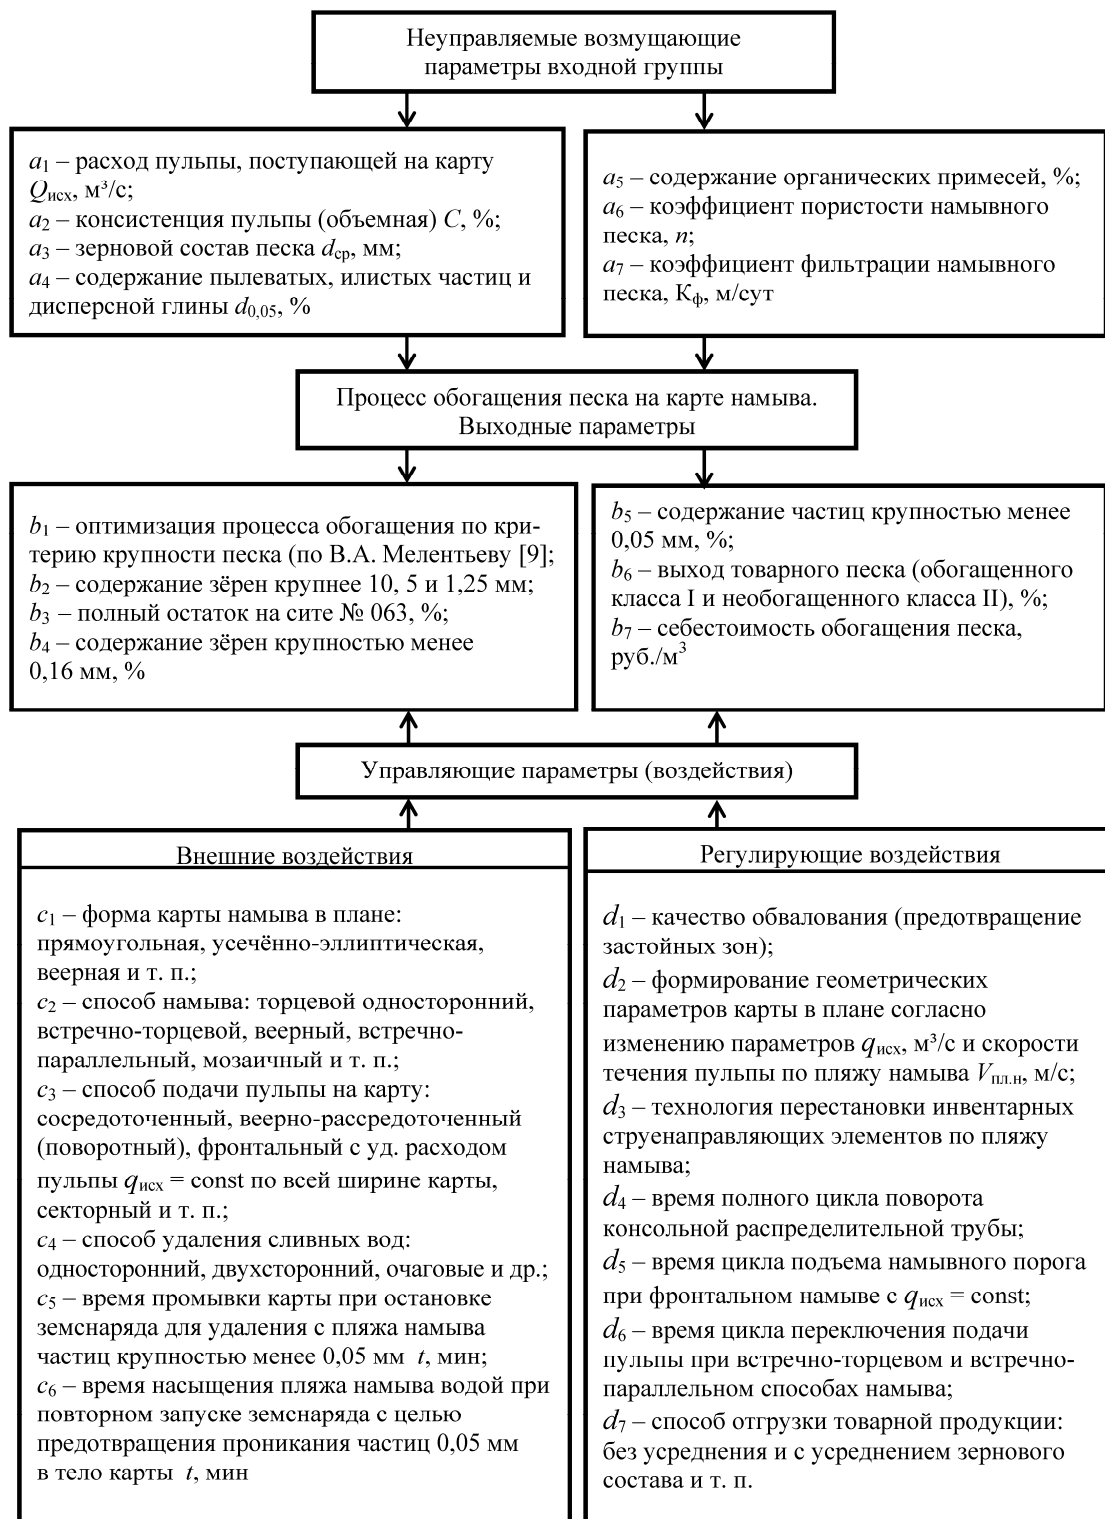 Неуправляемые возмущающие
параметры входной группы
a₁ – расход пульпы, поступающей на карту
Qисх, м³/с;
a₂ – консистенция пульпы (объемная) C, %;
a₃ – зерновой состав песка dср, мм;
a₄ – содержание пылеватых, илистых частиц и
дисперсной глины d₀,₀₅, %
a₅ – содержание органических примесей, %;
a₆ – коэффициент пористости намывного
песка, n;
a₇ – коэффициент фильтрации намывного
песка, Кф, м/сут
Процесс обогащения песка на карте намыва.
Выходные параметры
b₁ – оптимизация процесса обогащения по кри-
терию крупности песка (по В.А. Мелентьеву [9];
b₂ – содержание зёрен крупнее 10, 5 и 1,25 мм;
b₃ – полный остаток на сите № 063, %;
b₄ – содержание зёрен крупностью менее
0,16 мм, %
b₅ – содержание частиц крупностью менее
0,05 мм, %;
b₆ – выход товарного песка (обогащенного
класса I и необогащенного класса II), %;
b₇ – себестоимость обогащения песка,
руб./м³
Управляющие параметры (воздействия)
Внешние воздействия
c₁ – форма карты намыва в плане:
прямоугольная, усечённо-эллиптическая,
веерная и т. п.;
c₂ – способ намыва: торцевой односторонний,
встречно-торцевой, веерный, встречно-
параллельный, мозаичный и т. п.;
c₃ – способ подачи пульпы на карту:
сосредоточенный, веерно-рассредоточенный
(поворотный), фронтальный с уд. расходом
пульпы qисх = const по всей ширине карты,
секторный и т. п.;
c₄ – способ удаления сливных вод:
односторонний, двухсторонний, очаговые и др.;
c₅ – время промывки карты при остановке
земснаряда для удаления с пляжа намыва
частиц крупностью менее 0,05 мм t, мин;
c₆ – время насыщения пляжа намыва водой при
повторном запуске земснаряда с целью
предотвращения проникания частиц 0,05 мм
в тело карты t, мин
Регулирующие воздействия
d₁ – качество обвалования (предотвращение
застойных зон);
d₂ – формирование геометрических
параметров карты в плане согласно
изменению параметров qисх, м³/с и скорости
течения пульпы по пляжу намыва Vпл.н, м/с;
d₃ – технология перестановки инвентарных
струенаправляющих элементов по пляжу
намыва;
d₄ – время полного цикла поворота
консольной распределительной трубы;
d₅ – время цикла подъема намывного порога
при фронтальном намыве с qисх = const;
d₆ – время цикла переключения подачи
пульпы при встречно-торцевом и встречно-
параллельном способах намыва;
d₇ – способ отгрузки товарной продукции:
без усреднения и с усреднением зернового
состава и т. п.